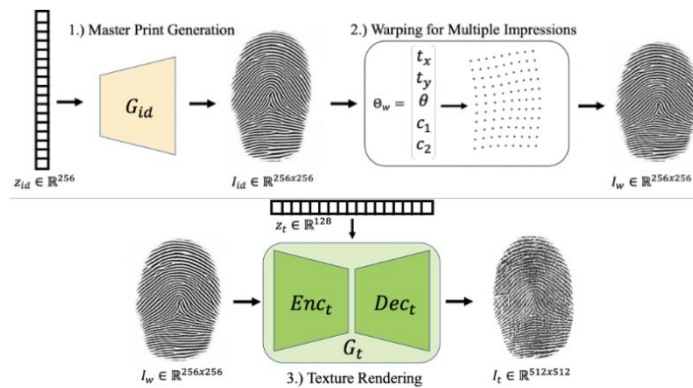 1.) Master Print Generation
2.) Warping for Multiple Impressions
G_id
Θ_w =
t_x
t_y
θ
c_1
c_2
z_id ∈ ℝ^256
I_id ∈ ℝ^256x256
I_w ∈ ℝ^256x256
z_t ∈ ℝ^128
Enc_t
Dec_t
G_t
I_w ∈ ℝ^256x256
I_t ∈ ℝ^512x512
3.) Texture Rendering